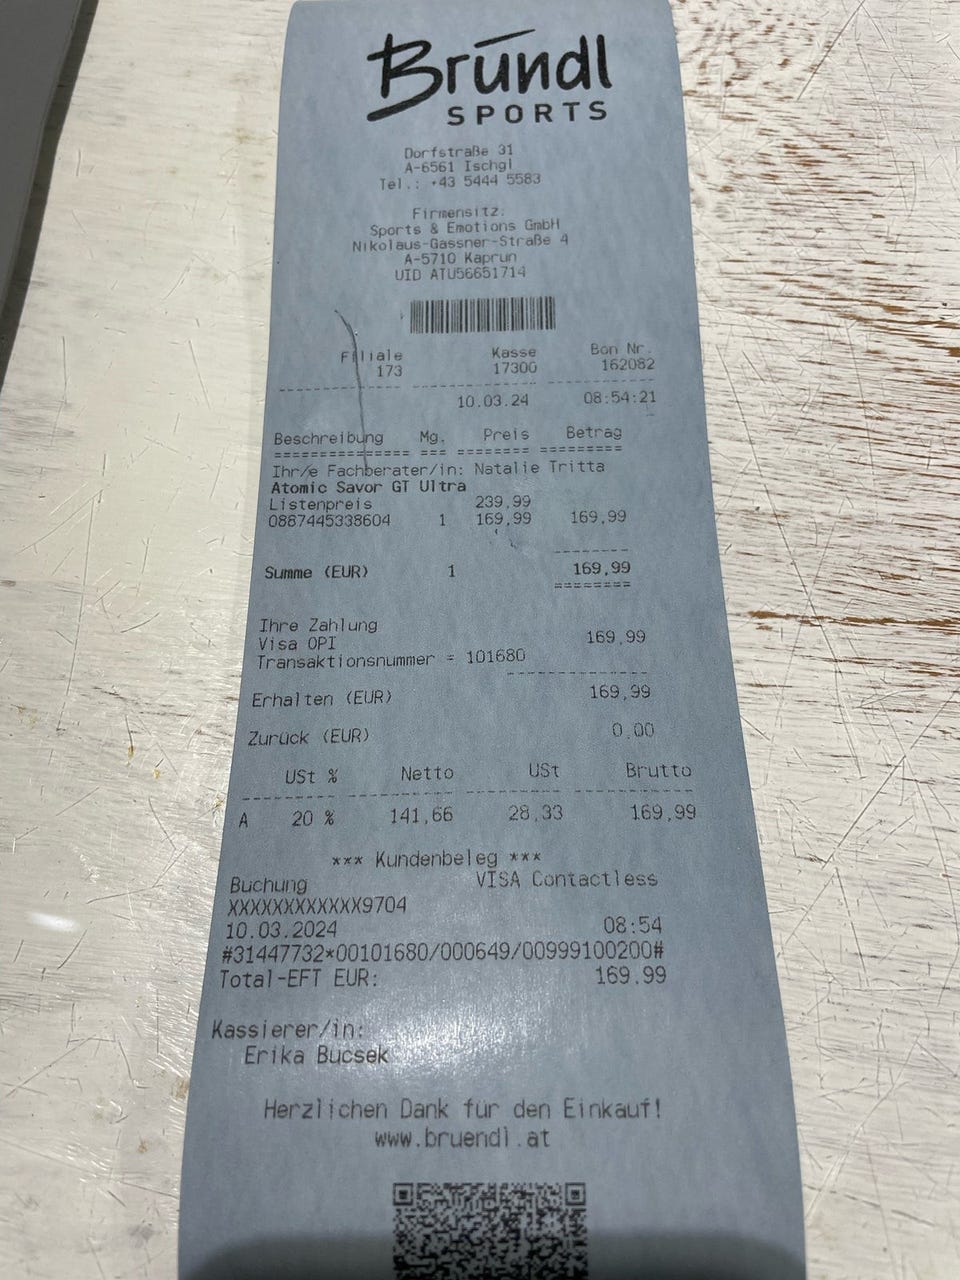 Bründl
SPORTS
Dorfstraße 31
A-6561 Ischgl
Tel.: +43 5444 5583
Firmensitz:
Sports & Emotions GmbH
Nikolaus-Gassner-Straße 4
A-5710 Kaprun
UID ATU56651714
Filiale Kasse Bon Nr.
173 17300 162082
10.03.24 08:54:21
Beschreibung Mg. Preis Betrag
Ihr/e Fachberater/in: Natalie Tritta
Atomic Savor GT Ultra
Listenpreis 239,99
0887445338604 1 169,99 169,99
Summe (EUR) 1 169,99
Ihre Zahlung
Visa OPI 169,99
Transaktionsnummer = 101680
Erhalten (EUR) 169,99
Zurück (EUR) 0,00
USt % Netto USt Brutto
A 20 % 141,66 28,33 169,99
*** Kundenbeleg ***
Buchung VISA Contactless
XXXXXXXXXXXX9704
10.03.2024 08:54
#31447732*00101680/000649/00999100200#
Total-EFT EUR: 169.99
Kassierer/in:
Erika Bucsek
Herzlichen Dank für den Einkauf!
www.bruendl.at